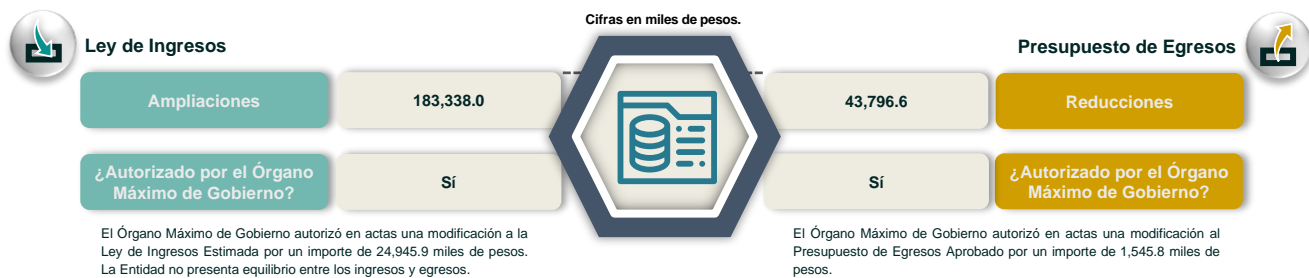 Cifras en miles de pesos.
Ley de Ingresos
Presupuesto de Egresos
Ampliaciones
183,338.0
43,796.6
Reducciones
¿Autorizado por el Órgano
Máximo de Gobierno?
Sí
Sí
¿Autorizado por el Órgano
Máximo de Gobierno?
El Órgano Máximo de Gobierno autorizó en actas una modificación a la
Ley de Ingresos Estimada por un importe de 24,945.9 miles de pesos.
La Entidad no presenta equilibrio entre los ingresos y egresos.
El Órgano Máximo de Gobierno autorizó en actas una modificación al
Presupuesto de Egresos Aprobado por un importe de 1,545.8 miles de
pesos.